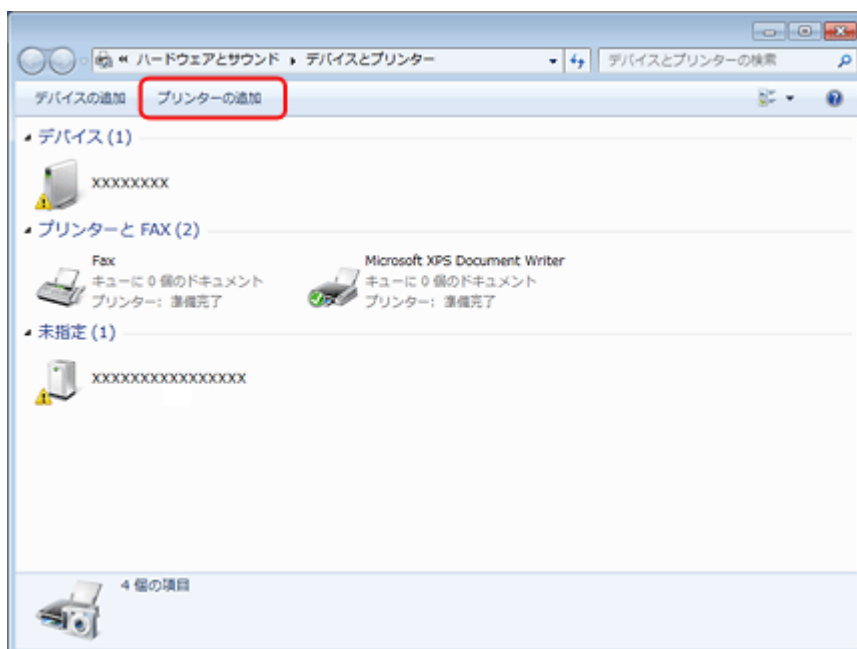 « ハードウェアとサウンド ▸ デバイスとプリンター
デバイスとプリンターの検索
デバイスの追加 プリンターの追加
デバイス (1)
xxxxxxxx
プリンターと FAX (2)
Fax
キューに 0 個のドキュメント
プリンター: 準備完了
Microsoft XPS Document Writer
キューに 0 個のドキュメント
プリンター: 準備完了
未指定 (1)
xxxxxxxxxxxxxxxx
4 個の項目